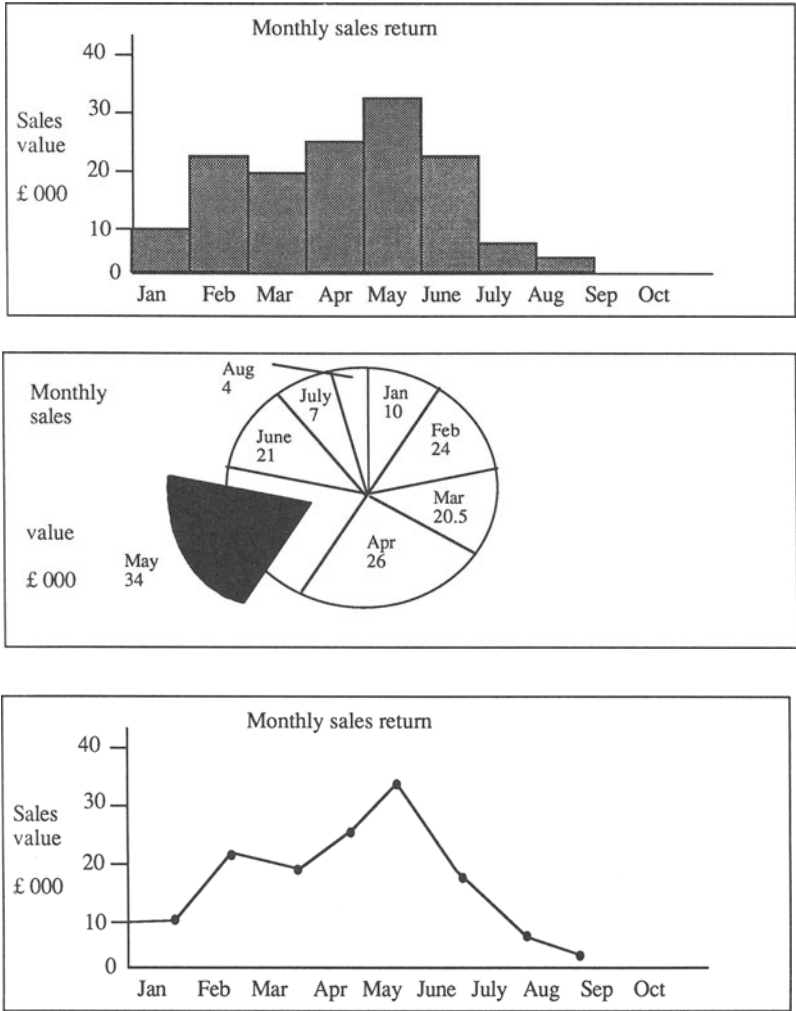 Monthly sales return
40
30
20
10
0
Sales
value
£ 000
Jan Feb Mar Apr May June July Aug Sep Oct
Monthly
sales
value
£ 000
Aug
4
Jan
10
Feb
24
Mar
20.5
Apr
26
May
34
June
21
July
7
Monthly sales return
40
30
20
10
0
Sales
value
£ 000
Jan Feb Mar Apr May June July Aug Sep Oct